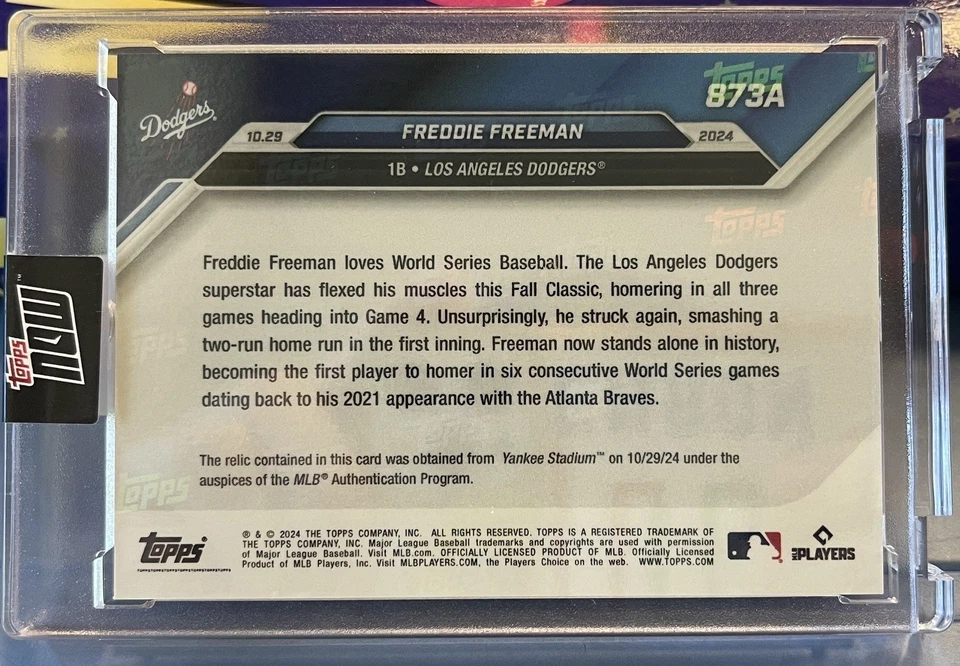 Dodgers
topps
873A
10.29
FREDDIE FREEMAN
2024
1B • LOS ANGELES DODGERS®
topps
Freddie Freeman loves World Series Baseball. The Los Angeles Dodgers
superstar has flexed his muscles this Fall Classic, homering in all three
games heading into Game 4. Unsurprisingly, he struck again, smashing a
two-run home run in the first inning. Freeman now stands alone in history,
becoming the first player to homer in six consecutive World Series games
dating back to his 2021 appearance with the Atlanta Braves.
topps NOW™
The relic contained in this card was obtained from Yankee Stadium™ on 10/29/24 under the
auspices of the MLB® Authentication Program.
topps
topps
® & © 2024 THE TOPPS COMPANY, INC. ALL RIGHTS RESERVED. TOPPS IS A REGISTERED TRADEMARK OF
THE TOPPS COMPANY, INC. Major League Baseball trademarks and copyrights are used with permission
of Major League Baseball. Visit MLB.com. OFFICIALLY LICENSED PRODUCT OF MLB. Officially Licensed
Product of MLB Players, Inc. Visit MLBPLAYERS.COM, the Players Choice on the web. WWW.TOPPS.COM
MLB PLAYERS